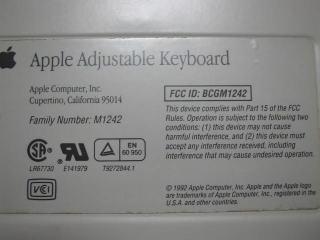 Apple Adjustable Keyboard
Apple Computer, Inc.
Cupertino, California 95014
Family Number: M1242
FCC ID: BCGM1242
This device complies with Part 15 of the FCC
Rules. Operation is subject to the following two
conditions: (1) this device may not cause
harmful interference, and (2) this device must
accept any interference received, including
interference that may cause undesired operation.
SA
LR67730
E141979
EN
60 950
T9272844.1
VCEI
© 1992 Apple Computer, Inc. Apple and the Apple logo
are trademarks of Apple Computer, Inc., registered in the
U.S.A. and other countries.